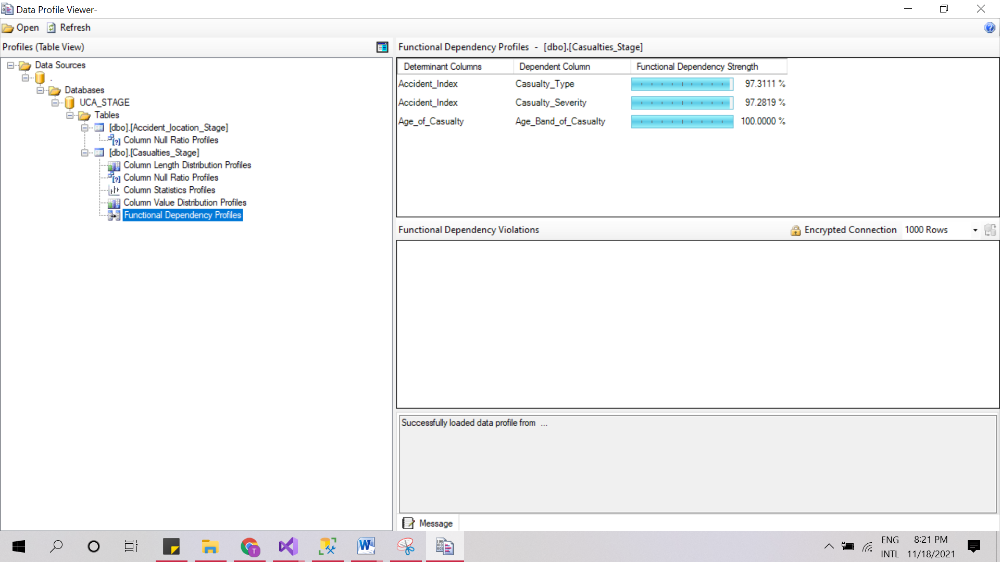 Data Profile Viewer-
Open Refresh
Profiles (Table View)
Data Sources
.
Databases
UCA_STAGE
Tables
[dbo].[Accident_location_Stage]
Column Null Ratio Profiles
[dbo].[Casualties_Stage]
Column Length Distribution Profiles
Column Null Ratio Profiles
Column Statistics Profiles
Column Value Distribution Profiles
Functional Dependency Profiles
Functional Dependency Profiles - [dbo].[Casualties_Stage]
Determinant Columns Dependent Column Functional Dependency Strength
Accident_Index Casualty_Type 97.3111 %
Accident_Index Casualty_Severity 97.2819 %
Age_of_Casualty Age_Band_of_Casualty 100.0000 %
Functional Dependency Violations Encrypted Connection 1000 Rows
Successfully loaded data profile from ...
Message
ENG 8:21 PM
INTL 11/18/2021